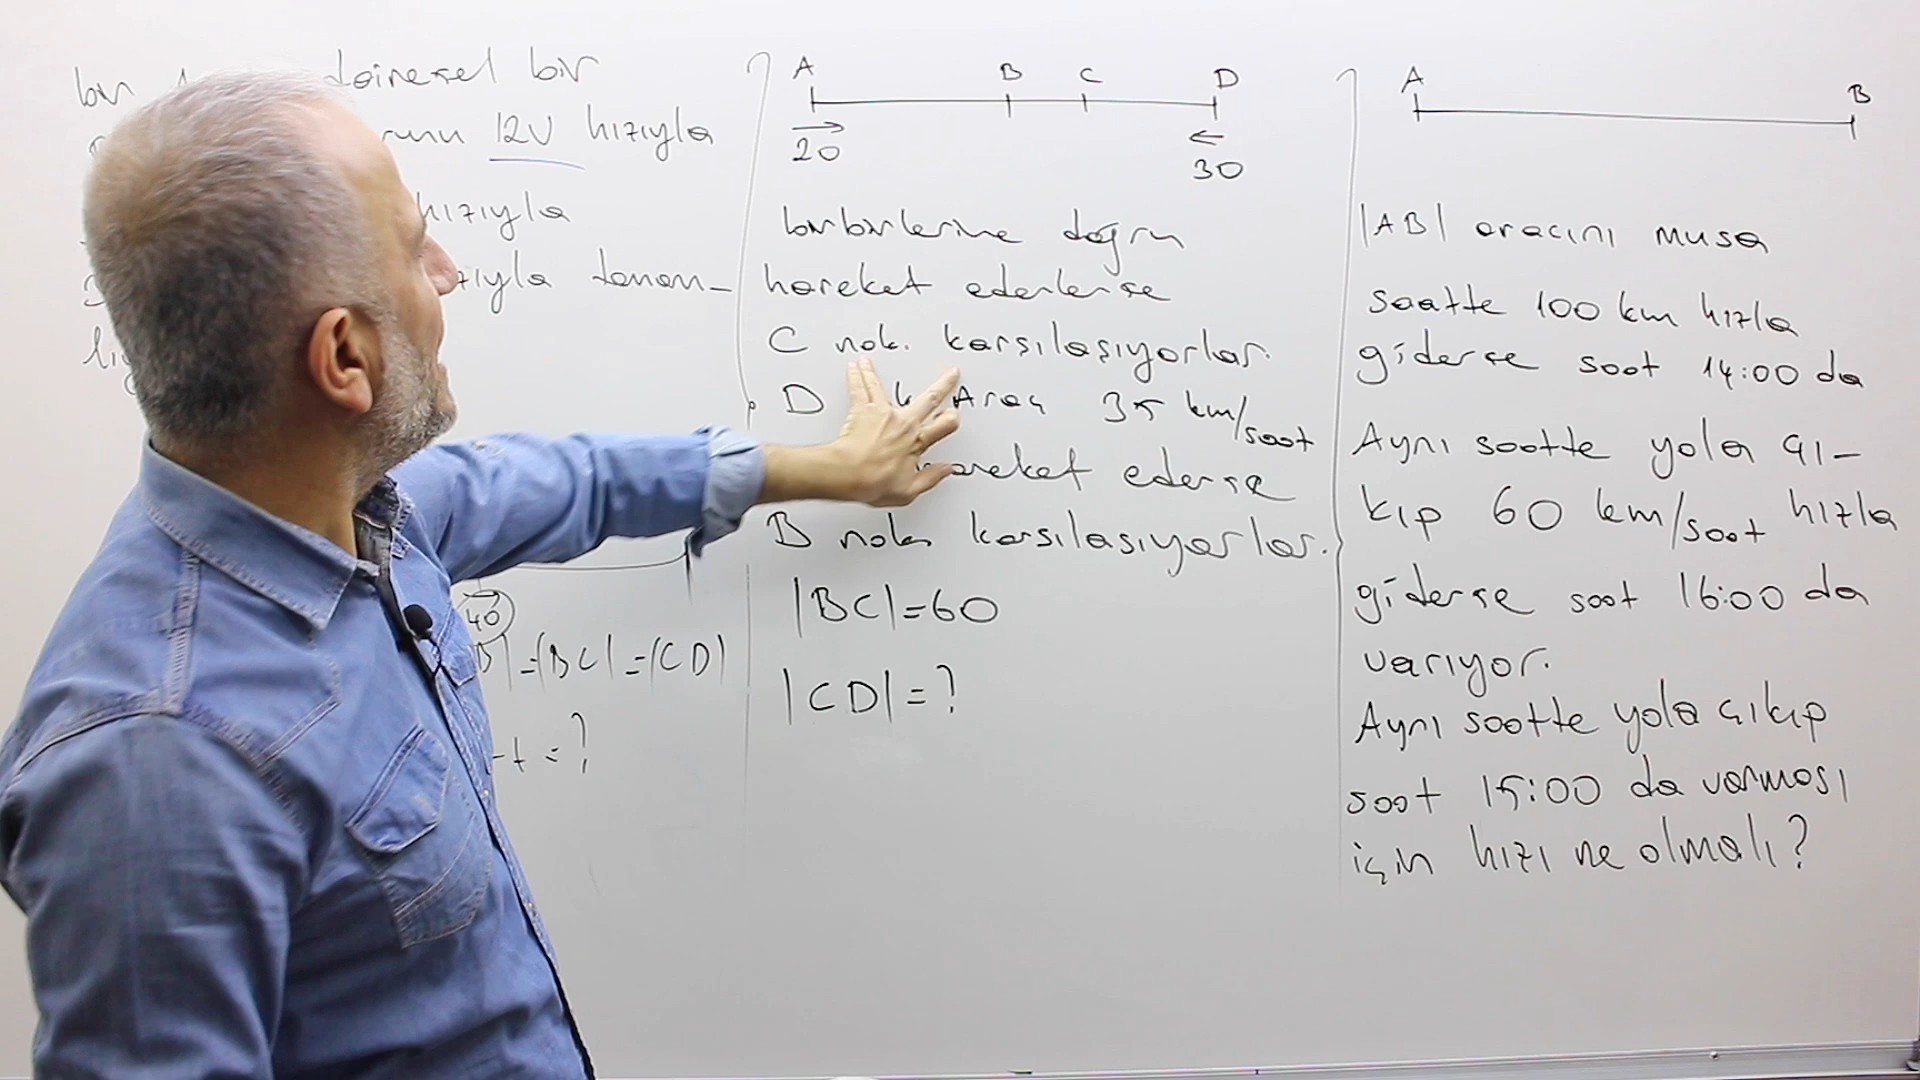 dairesel bir
12V hızıyla
hızıyla
tamam-
40
|=|BC|=|CD|
t=?
A B C D
20 30
birbirlerine doğru
hareket ederlerse
C nok. karşılaşıyorlar.
D Araç 35 km/saat
hareket ederse
B nok karşılaşıyorlar.
|BC|=60
|CD|=?
A B
|AB| aracını musa
saatte 100 km hızla
giderse saat 14:00 da
Aynı saatte yola çı-
kıp 60 km/saat hızla
giderse saat 16:00 da
varıyor.
Aynı saatte yola çıkıp
saat 15:00 da varması
için hızı ne olmalı?